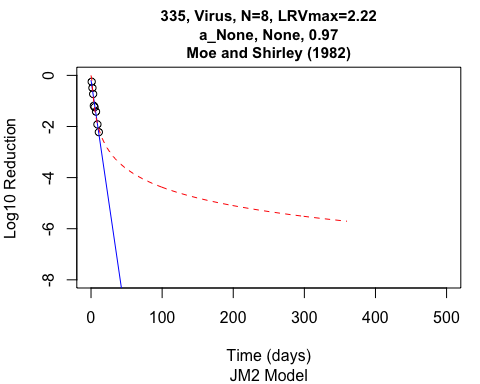 335, Virus, N=8, LRVmax=2.22
a_None, None, 0.97
Moe and Shirley (1982)
Log10 Reduction
0
-2
-4
-6
-8
0 100 200 300 400 500
Time (days)
JM2 Model